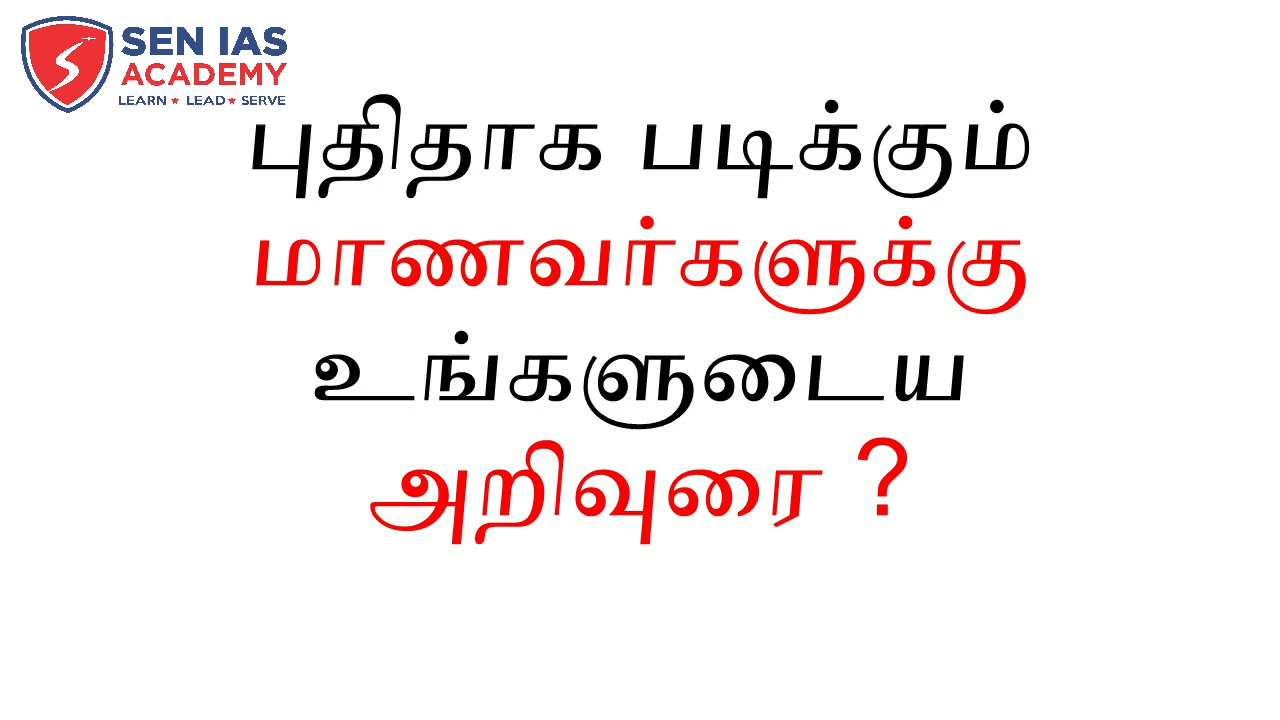 SEN IAS
ACADEMY
LEARN ★ LEAD ★ SERVE
புதிதாக படிக்கும்
மாணவர்களுக்கு
உங்களுடைய
அறிவுரை ?